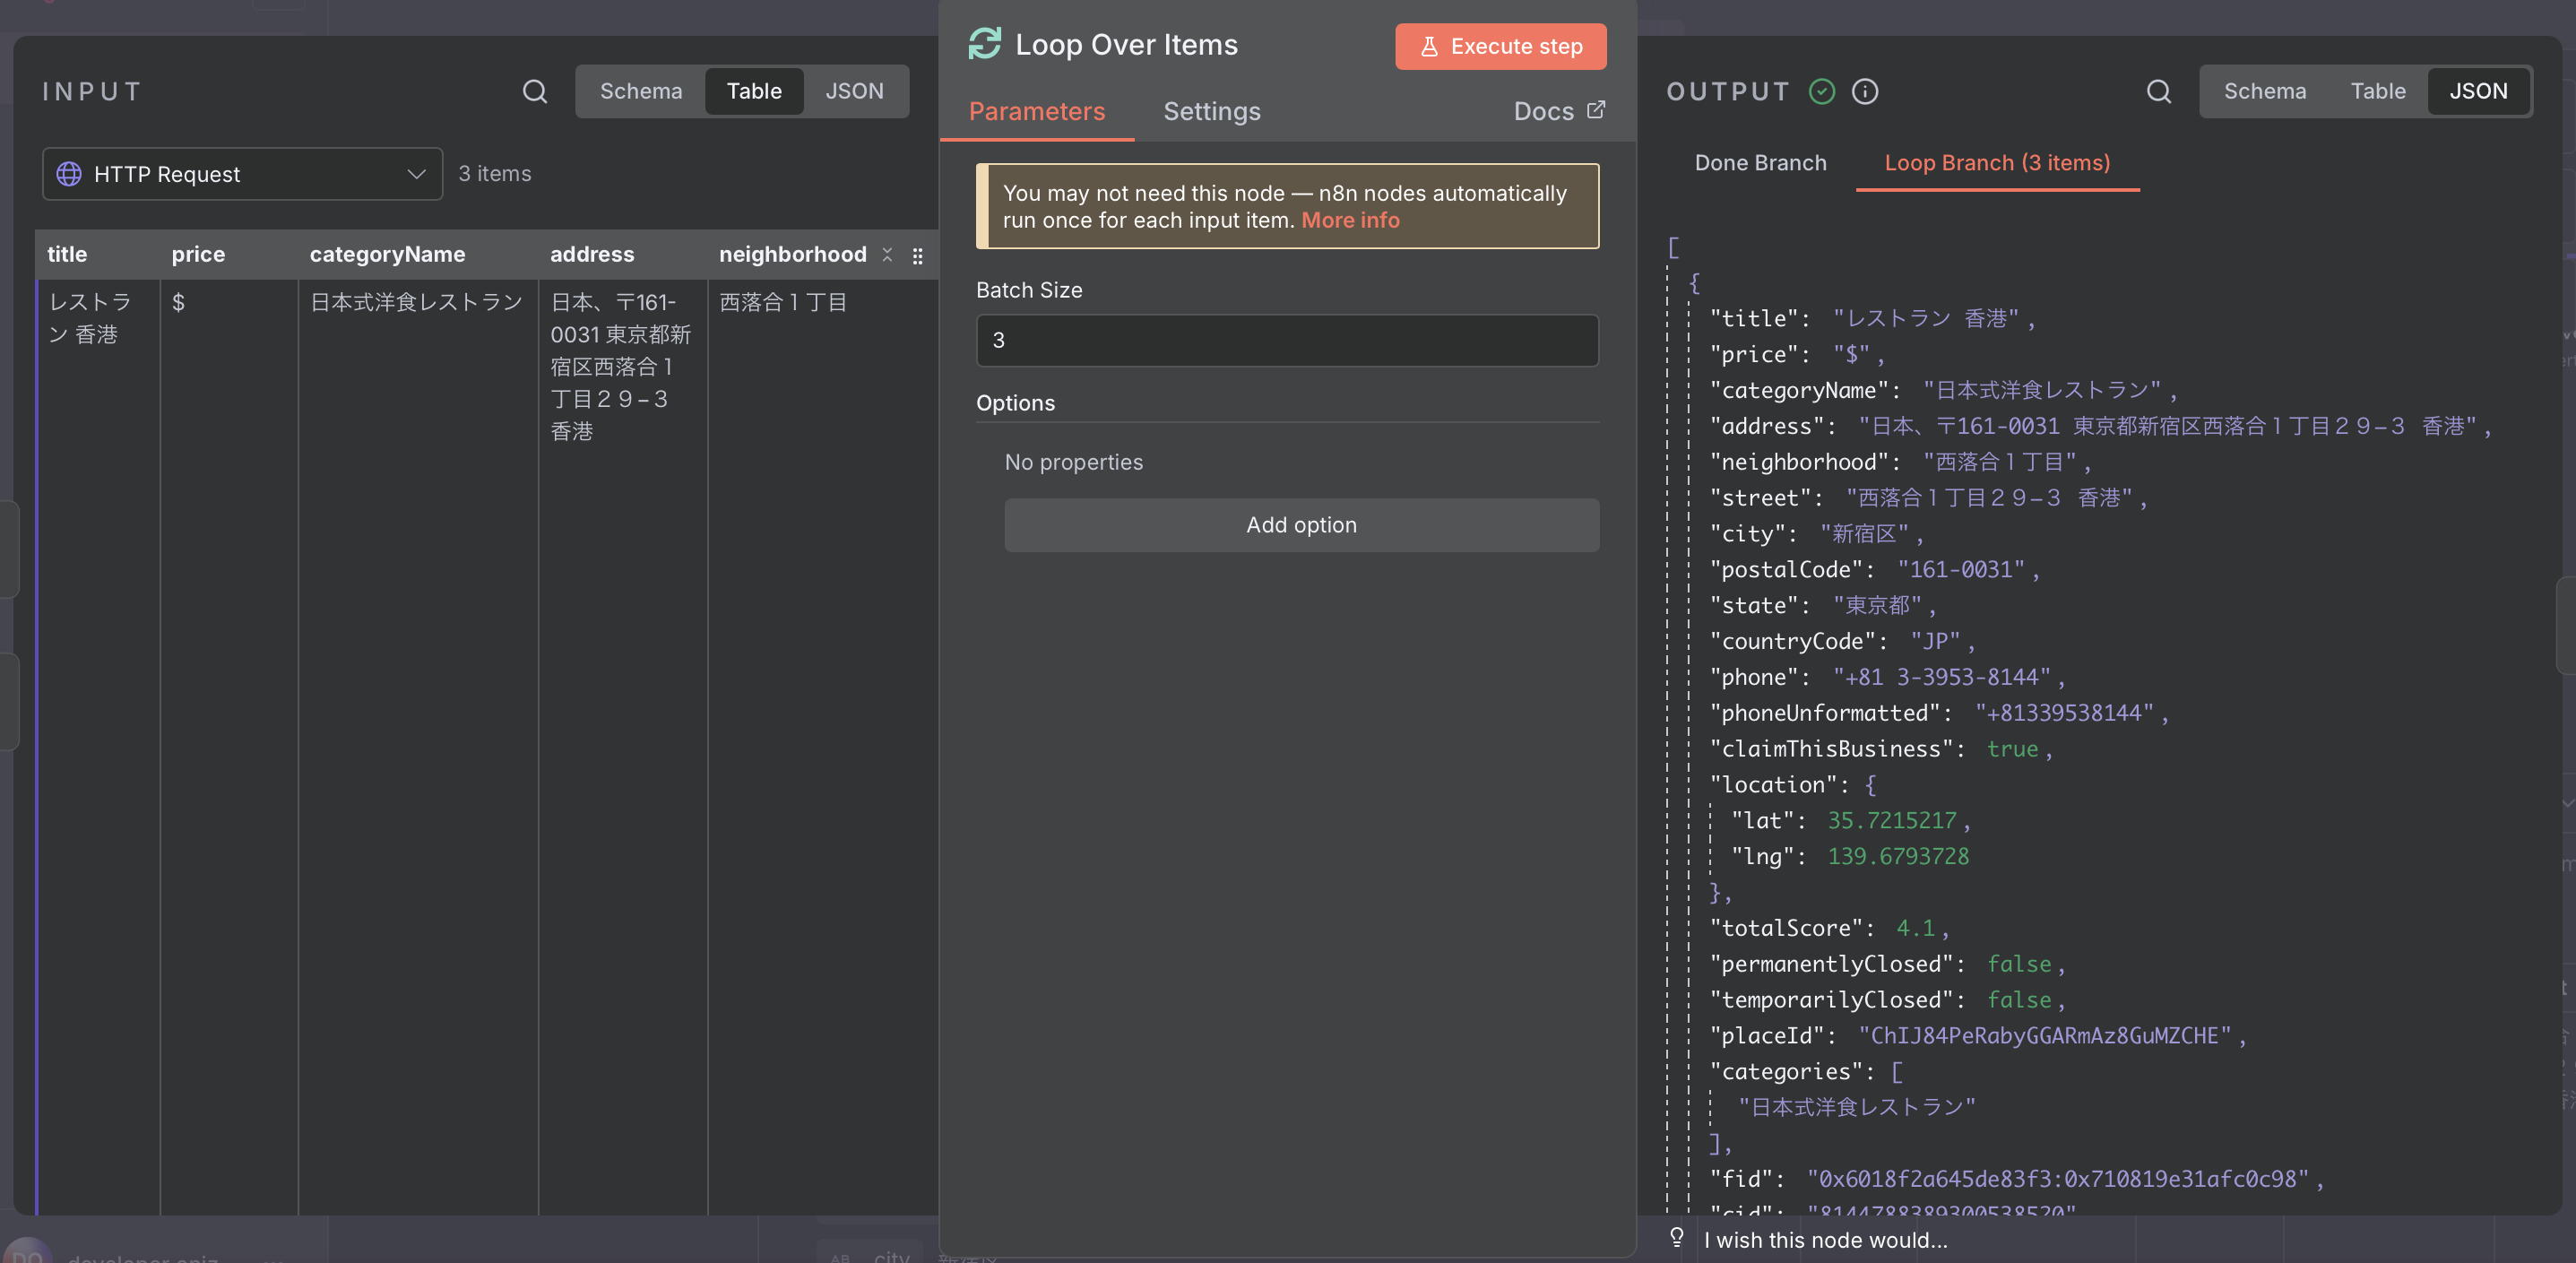 INPUT
Schema
Table
JSON
HTTP Request
3 items
title
price
categoryName
address
neighborhood
レストラ
ン 香港
$
日本式洋食レストラン
日本、〒161-
0031 東京都新
宿区西落合１
丁目２９−３
香港
西落合１丁目
Loop Over Items
Execute step
Parameters
Settings
Docs
You may not need this node — n8n nodes automatically
run once for each input item. More info
Batch Size
3
Options
No properties
Add option
OUTPUT
Schema
Table
JSON
Done Branch
Loop Branch (3 items)
[
{
"title": "レストラン 香港",
"price": "$",
"categoryName": "日本式洋食レストラン",
"address": "日本、〒161-0031 東京都新宿区西落合１丁目２９−３ 香港",
"neighborhood": "西落合１丁目",
"street": "西落合１丁目２９−３ 香港",
"city": "新宿区",
"postalCode": "161-0031",
"state": "東京都",
"countryCode": "JP",
"phone": "+81 3-3953-8144",
"phoneUnformatted": "+81339538144",
"claimThisBusiness": true,
"location": {
"lat": 35.7215217,
"lng": 139.6793728
},
"totalScore": 4.1,
"permanentlyClosed": false,
"temporarilyClosed": false,
"placeId": "ChIJ84PeRabyGGARmAz8GuMZCHE",
"categories": [
"日本式洋食レストラン"
],
"fid": "0x6018f2a645de83f3:0x710819e31afc0c98",
"cid": "8144788389300538520"
I wish this node would...
city